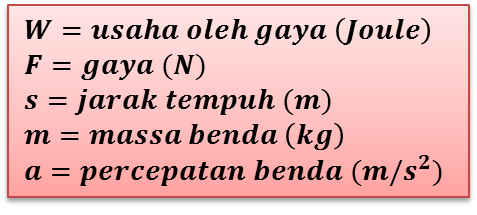 W = usaha oleh gaya (Joule)
F = gaya (N)
s = jarak tempuh (m)
m = massa benda (kg)
a = percepatan benda (m/s²)